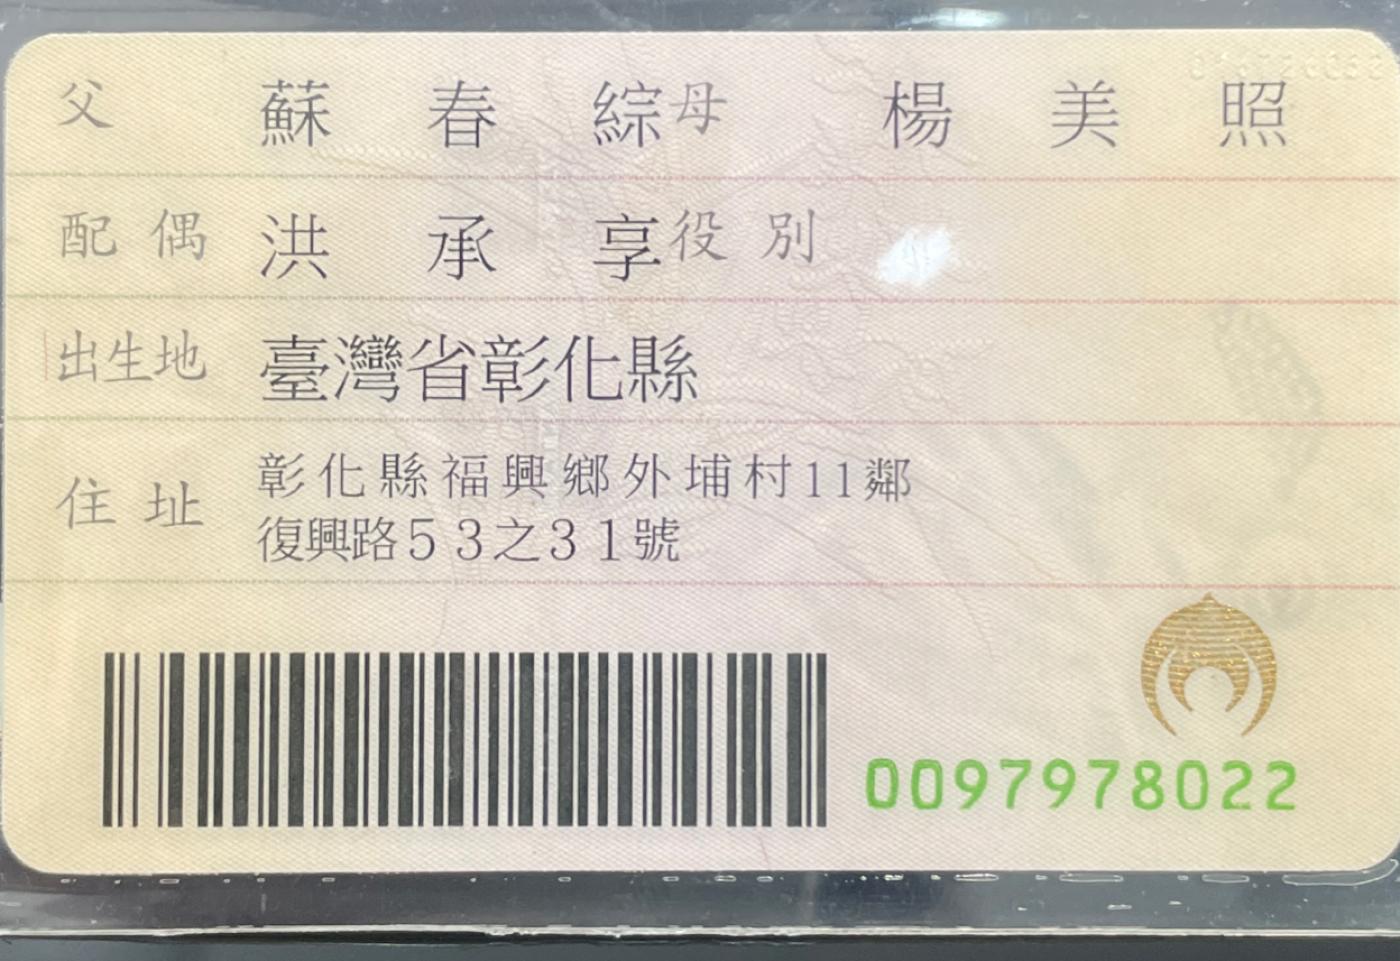 父 蘇春綜 母 楊美照
配偶 洪承享 役別
出生地 臺灣省彰化縣
住址 彰化縣福興鄉外埔村11鄰
復興路53之31號
0097978022